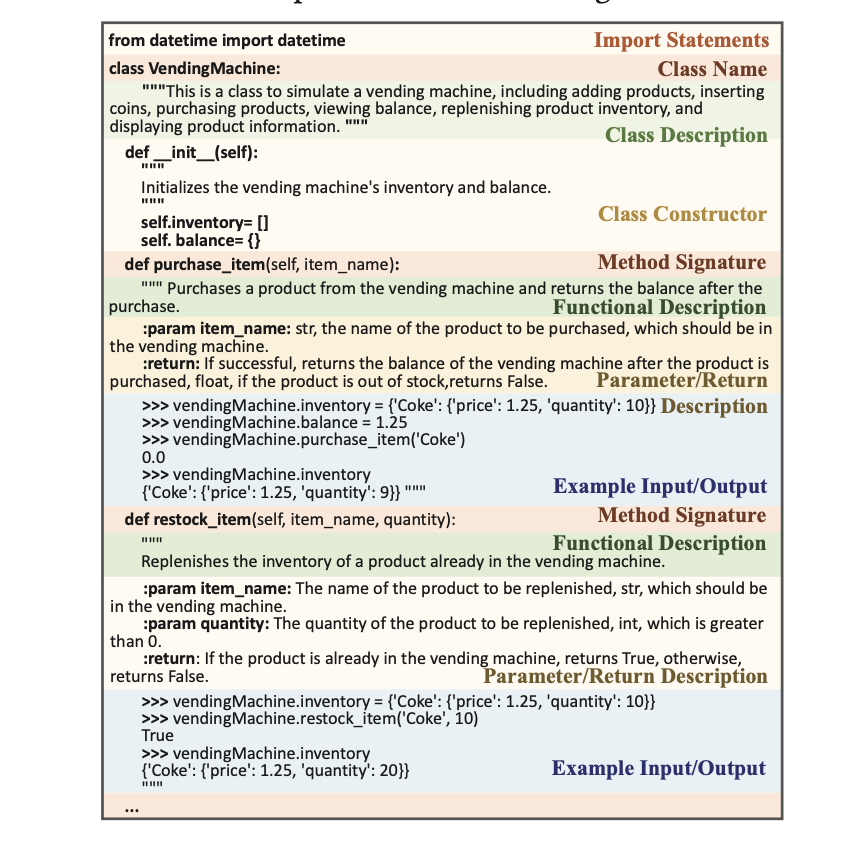 from datetime import datetime
Import Statements
class VendingMachine:
Class Name
"""This is a class to simulate a vending machine, including adding products, inserting
coins, purchasing products, viewing balance, replenishing product inventory, and
displaying product information. """
Class Description
def __init__(self):
"""
Initializes the vending machine's inventory and balance.
"""
Class Constructor
self.inventory= []
self. balance= {}
def purchase_item(self, item_name):
Method Signature
""" Purchases a product from the vending machine and returns the balance after the
purchase.
Functional Description
:param item_name: str, the name of the product to be purchased, which should be in
the vending machine.
:return: If successful, returns the balance of the vending machine after the product is
purchased, float, if the product is out of stock,returns False.
Parameter/Return
Description
>>> vendingMachine.inventory = {'Coke': {'price': 1.25, 'quantity': 10}}
>>> vendingMachine.balance = 1.25
>>> vendingMachine.purchase_item('Coke')
0.0
>>> vendingMachine.inventory
{'Coke': {'price': 1.25, 'quantity': 9}} """
Example Input/Output
def restock_item(self, item_name, quantity):
Method Signature
"""
Functional Description
Replenishes the inventory of a product already in the vending machine.
:param item_name: The name of the product to be replenished, str, which should be
in the vending machine.
:param quantity: The quantity of the product to be replenished, int, which is greater
than 0.
:return: If the product is already in the vending machine, returns True, otherwise,
returns False.
Parameter/Return Description
>>> vendingMachine.inventory = {'Coke': {'price': 1.25, 'quantity': 10}}
>>> vendingMachine.restock_item('Coke', 10)
True
>>> vendingMachine.inventory
{'Coke': {'price': 1.25, 'quantity': 20}}
Example Input/Output
"""
...